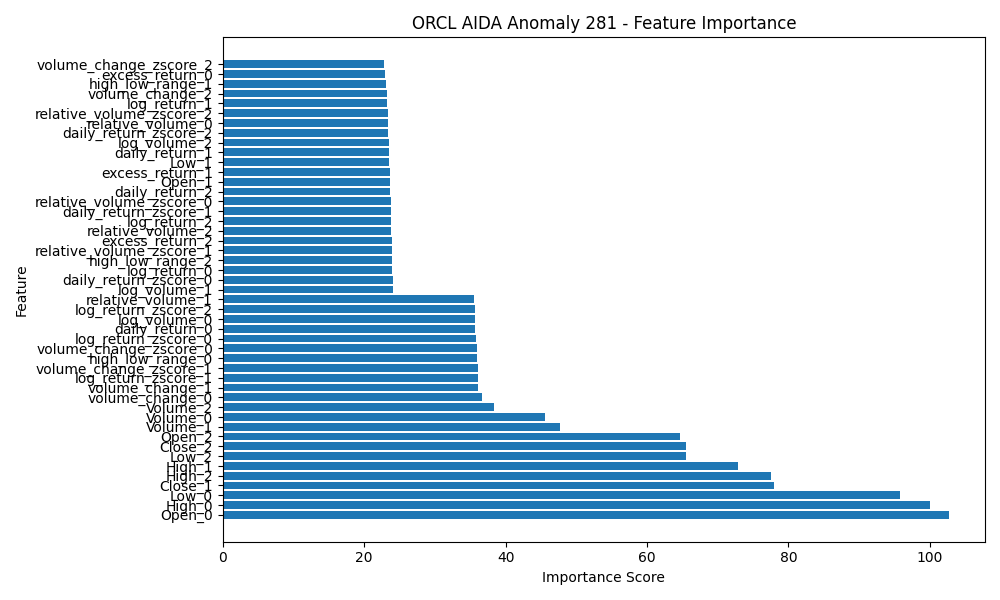 ORCL AIDA Anomaly 281 - Feature Importance
volume_change_zscore_2
excess_return_0
high_low_range_1
volume_change_2
log_return_1
relative_volume_zscore_2
relative_volume_0
daily_return_zscore_2
log_volume_2
daily_return_1
Low_1
excess_return_1
Open_1
daily_return_2
relative_volume_zscore_0
daily_return_zscore_1
log_return_2
relative_volume_2
excess_return_2
relative_volume_zscore_1
high_low_range_2
log_return_0
daily_return_zscore_0
log_volume_1
relative_volume_1
log_return_zscore_2
log_volume_0
daily_return_0
log_return_zscore_0
volume_change_zscore_0
high_low_range_0
volume_change_zscore_1
log_return_zscore_1
volume_change_1
volume_change_0
Volume_2
Volume_0
Volume_1
Open_2
Close_2
Low_2
High_1
High_2
Close_1
Low_0
High_0
Open_0
Feature
0 20 40 60 80 100
Importance Score